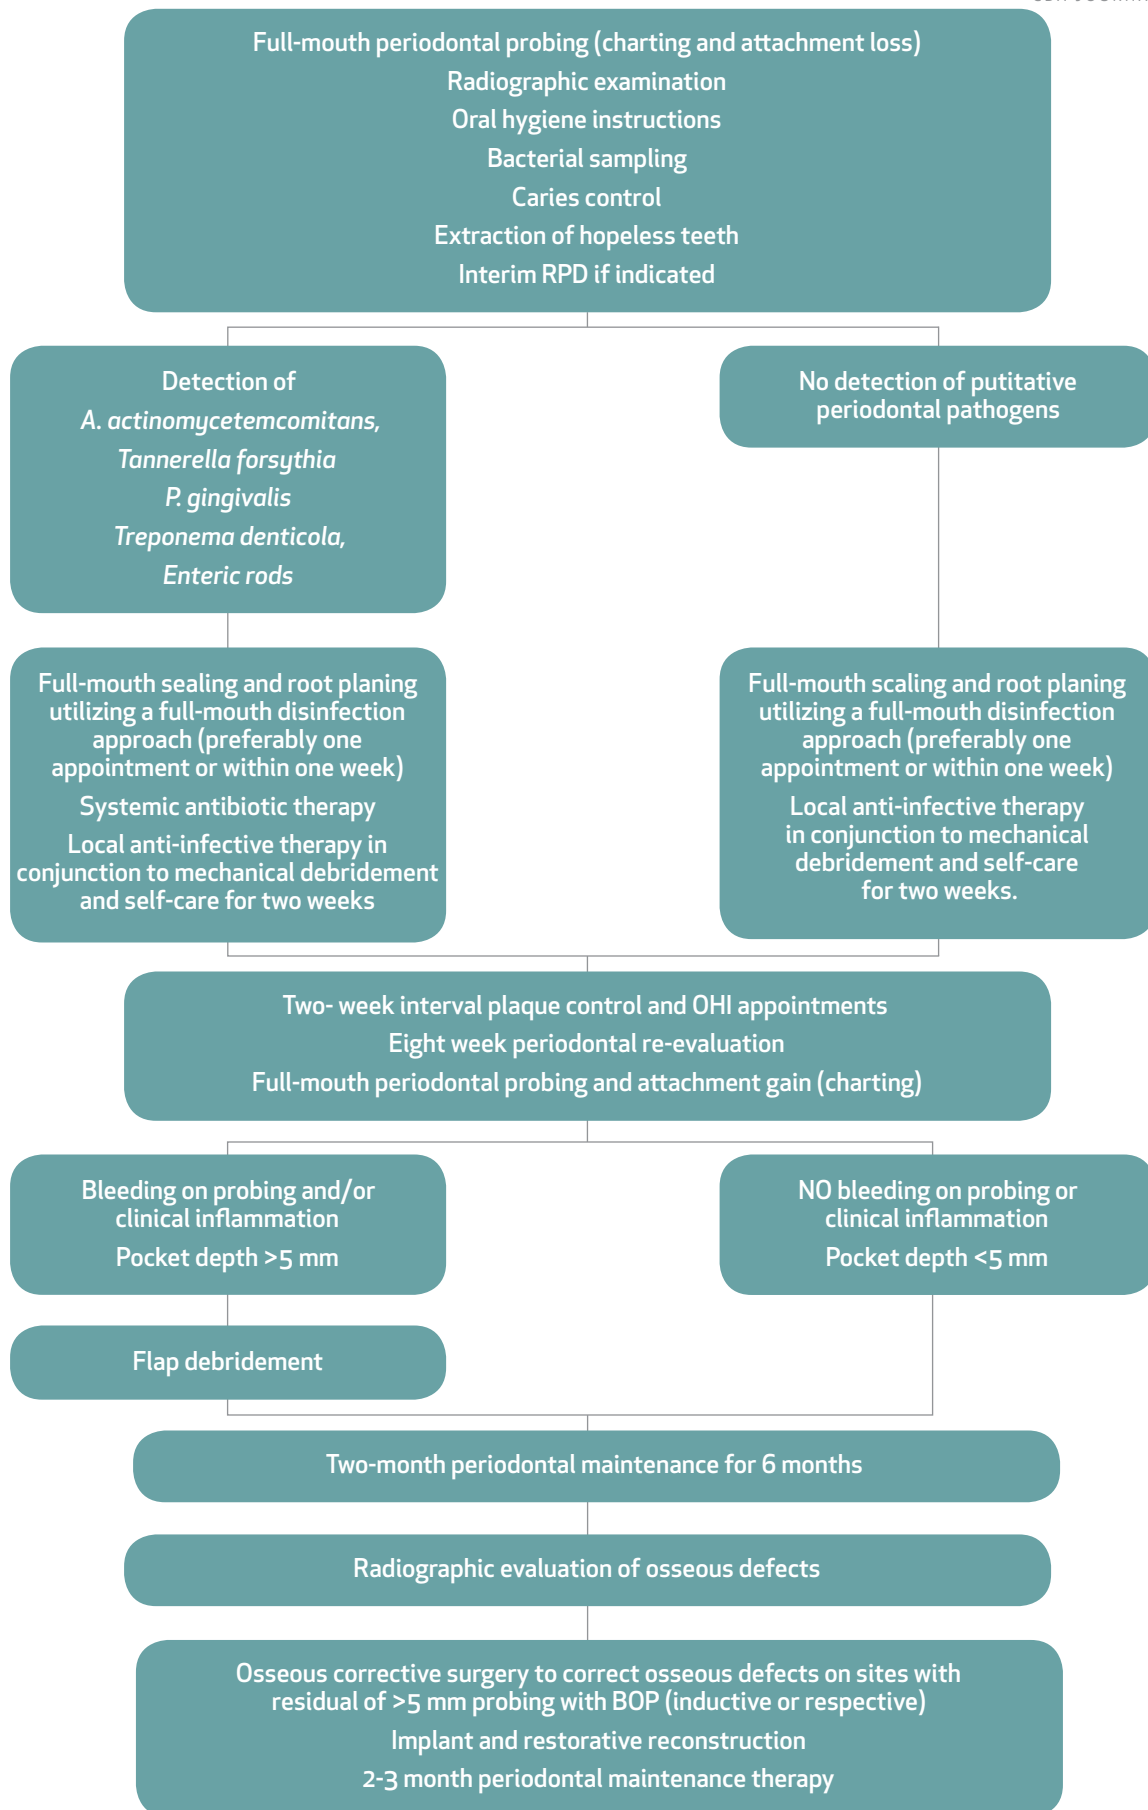 Full-mouth periodontal probing (charting and attachment loss)
Radiographic examination
Oral hygiene instructions
Bacterial sampling
Caries control
Extraction of hopeless teeth
Interim RPD if indicated
Detection of
A. actinomycetemcomitans,
Tannerella forsythia
P. gingivalis
Treponema denticola,
Enteric rods
No detection of putitative
periodontal pathogens
Full-mouth sealing and root planing
utilizing a full-mouth disinfection
approach (preferably one
appointment or within one week)
Systemic antibiotic therapy
Local anti-infective therapy in
conjunction to mechanical debridement
and self-care for two weeks
Full-mouth scaling and root planing
utilizing a full-mouth disinfection
approach (preferably one
appointment or within one week)
Local anti-infective therapy
in conjunction to mechanical
debridement and self-care
for two weeks.
Two- week interval plaque control and OHI appointments
Eight week periodontal re-evaluation
Full-mouth periodontal probing and attachment gain (charting)
Bleeding on probing and/or
clinical inflammation
Pocket depth >5 mm
NO bleeding on probing or
clinical inflammation
Pocket depth <5 mm
Flap debridement
Two-month periodontal maintenance for 6 months
Radiographic evaluation of osseous defects
Osseous corrective surgery to correct osseous defects on sites with
residual of >5 mm probing with BOP (inductive or respective)
Implant and restorative reconstruction
2-3 month periodontal maintenance therapy